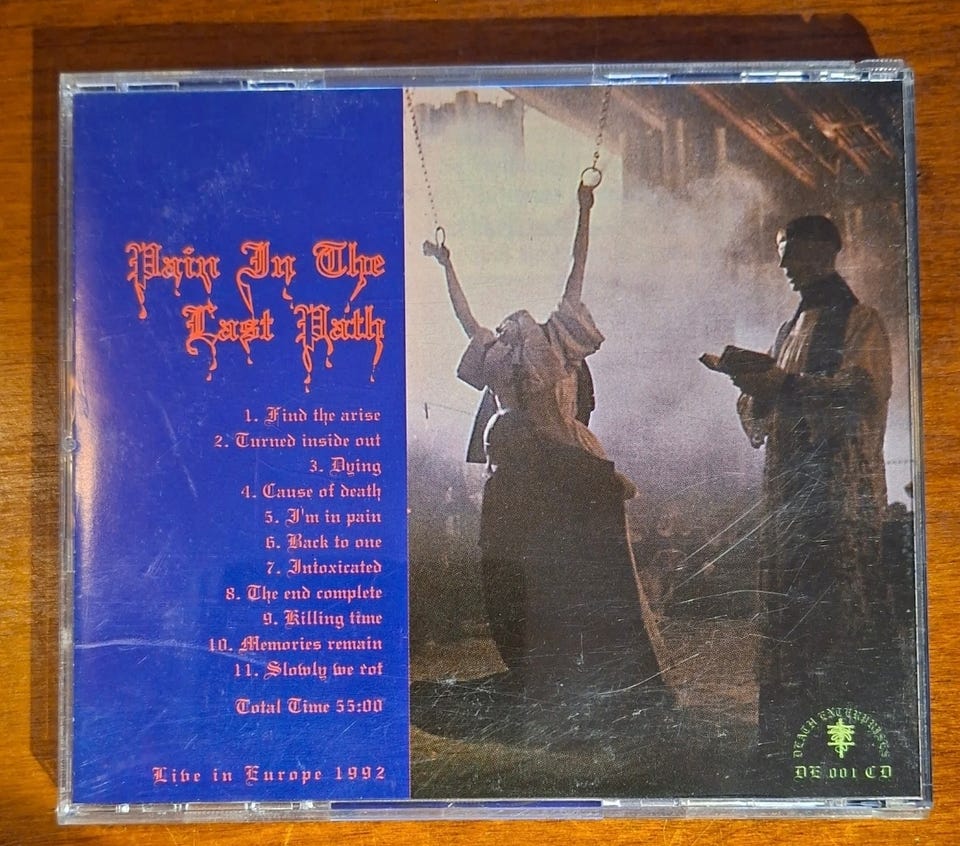 Pain In The
Last Path
1. Find the arise
2. Turned inside out
3. Dying
4. Cause of death
5. I'm in pain
6. Back to one
7. Intoxicated
8. The end complete
9. Killing time
10. Memories remain
11. Slowly we rot
Total Time 55:00
Live in Europe 1992
DEATH ENTERPRISES
DE 001 CD